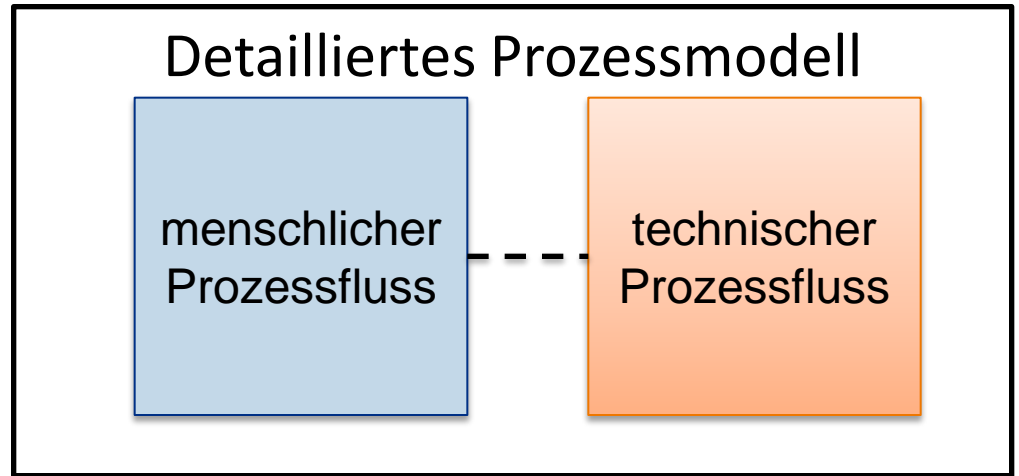 Detailliertes Prozessmodell
menschlicher
Prozessfluss
technischer
Prozessfluss